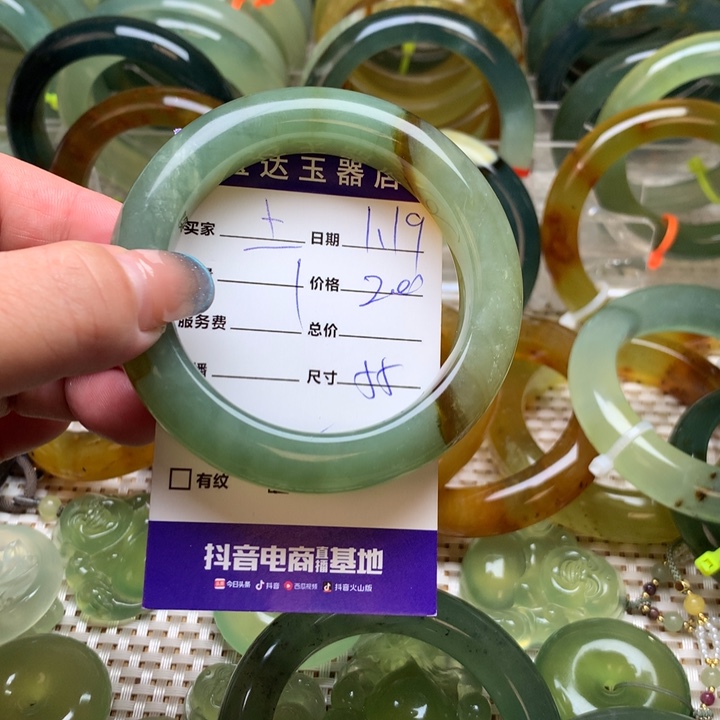 达玉器店
买家 土 日期 1.19
价格 200
服务费 总价
播 尺寸 55
有纹
抖音电商直播基地
今日头条 抖音 西瓜视频 抖音火山版